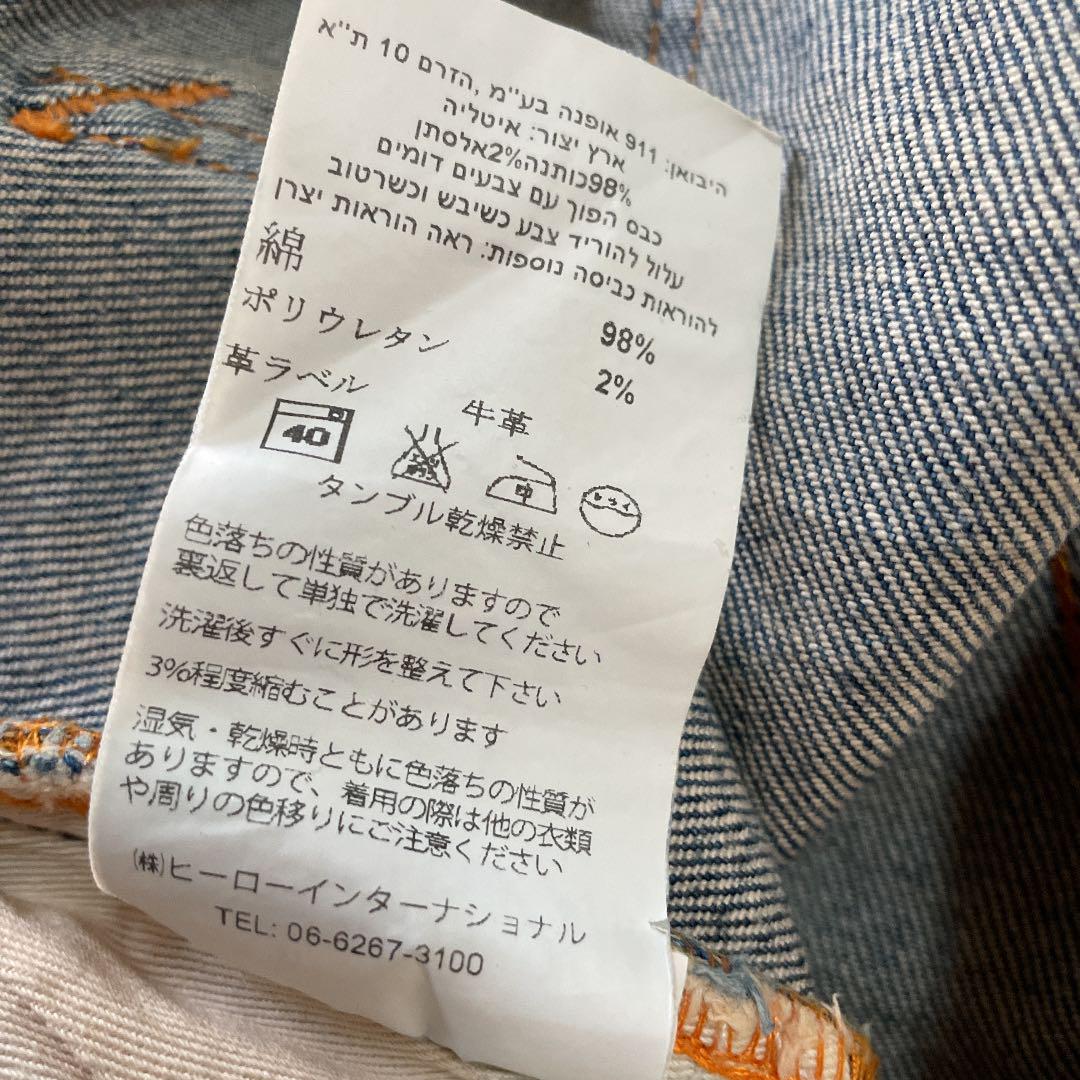 היבואן: 911 אופנה בע''מ ,הזרם 10 ת''א
ארץ יצור: איטליה
98%כותנה2%אלסתן
כבס הפוך עם צבעים דומים
עלול להוריד צבע כשיבש וכשרטוב
להוראות כביסה נוספות: ראה הוראות יצרן
綿 98%
ポリウレタン 2%
革ラベル 牛革
40 中 ドライ
タンブル乾燥禁止
色落ちの性質がありますので
裏返して単独で洗濯してください
洗濯後すぐに形を整えて下さい
3%程度縮むことがあります
湿気・乾燥時ともに色落ちの性質が
ありますので、着用の際は他の衣類
や周りの色移りにご注意ください
㈱ヒーローインターナショナル
TEL: 06-6267-3100